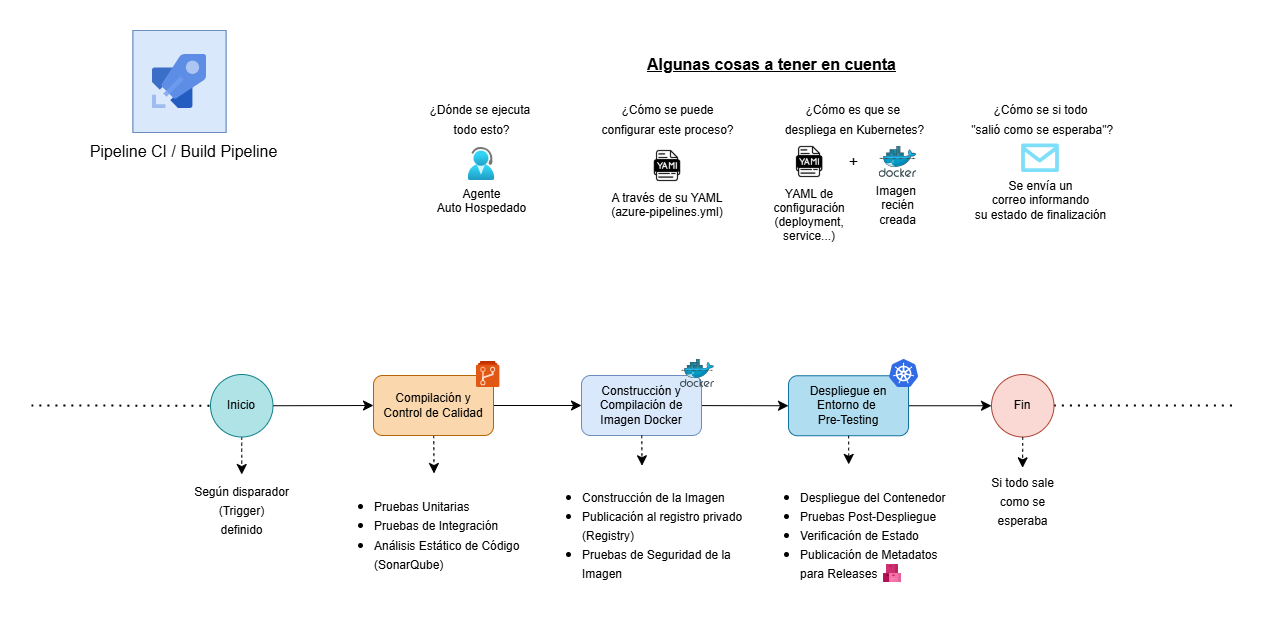 Pipeline CI / Build Pipeline
Algunas cosas a tener en cuenta
¿Dónde se ejecuta
todo esto?
Agente
Auto Hospedado
¿Cómo se puede
configurar este proceso?
YAML
A través de su YAML
(azure-pipelines.yml)
¿Cómo es que se
despliega en Kubernetes?
YAML
+
docker
YAML de
configuración
(deployment,
service...)
Imagen
recién
creada
¿Cómo se si todo
"salió como se esperaba"?
Se envía un
correo informando
su estado de finalización
Inicio
Según disparador
(Trigger)
definido
Compilación y
Control de Calidad
• Pruebas Unitarias
• Pruebas de Integración
• Análisis Estático de Código
(SonarQube)
docker
Construcción y
Compilación de
Imagen Docker
• Construcción de la Imagen
• Publicación al registro privado
(Registry)
• Pruebas de Seguridad de la
Imagen
Despliegue en
Entorno de
Pre-Testing
• Despliegue del Contenedor
• Pruebas Post-Despliegue
• Verificación de Estado
• Publicación de Metadatos
para Releases
Fin
Si todo sale
como se
esperaba